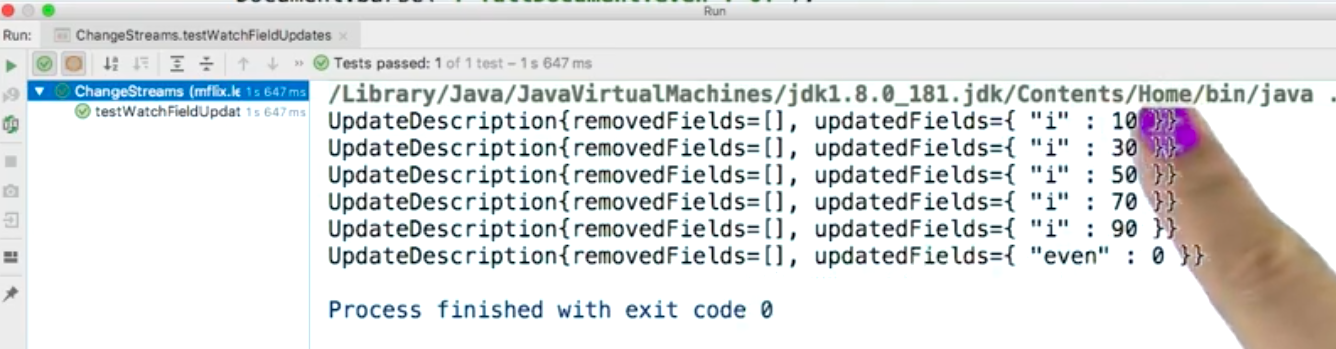 Run
Run:
ChangeStreams.testWatchFieldUpdates
Tests passed: 1 of 1 test – 1 s 647 ms
ChangeStreams (mflix.le 1 s 647 ms
testWatchFieldUpdat 1 s 647 ms
/Library/Java/JavaVirtualMachines/jdk1.8.0_181.jdk/Contents/Home/bin/java .
UpdateDescription{removedFields=[], updatedFields={ "i" : 10 }}
UpdateDescription{removedFields=[], updatedFields={ "i" : 30 }}
UpdateDescription{removedFields=[], updatedFields={ "i" : 50 }}
UpdateDescription{removedFields=[], updatedFields={ "i" : 70 }}
UpdateDescription{removedFields=[], updatedFields={ "i" : 90 }}
UpdateDescription{removedFields=[], updatedFields={ "even" : 0 }}
Process finished with exit code 0